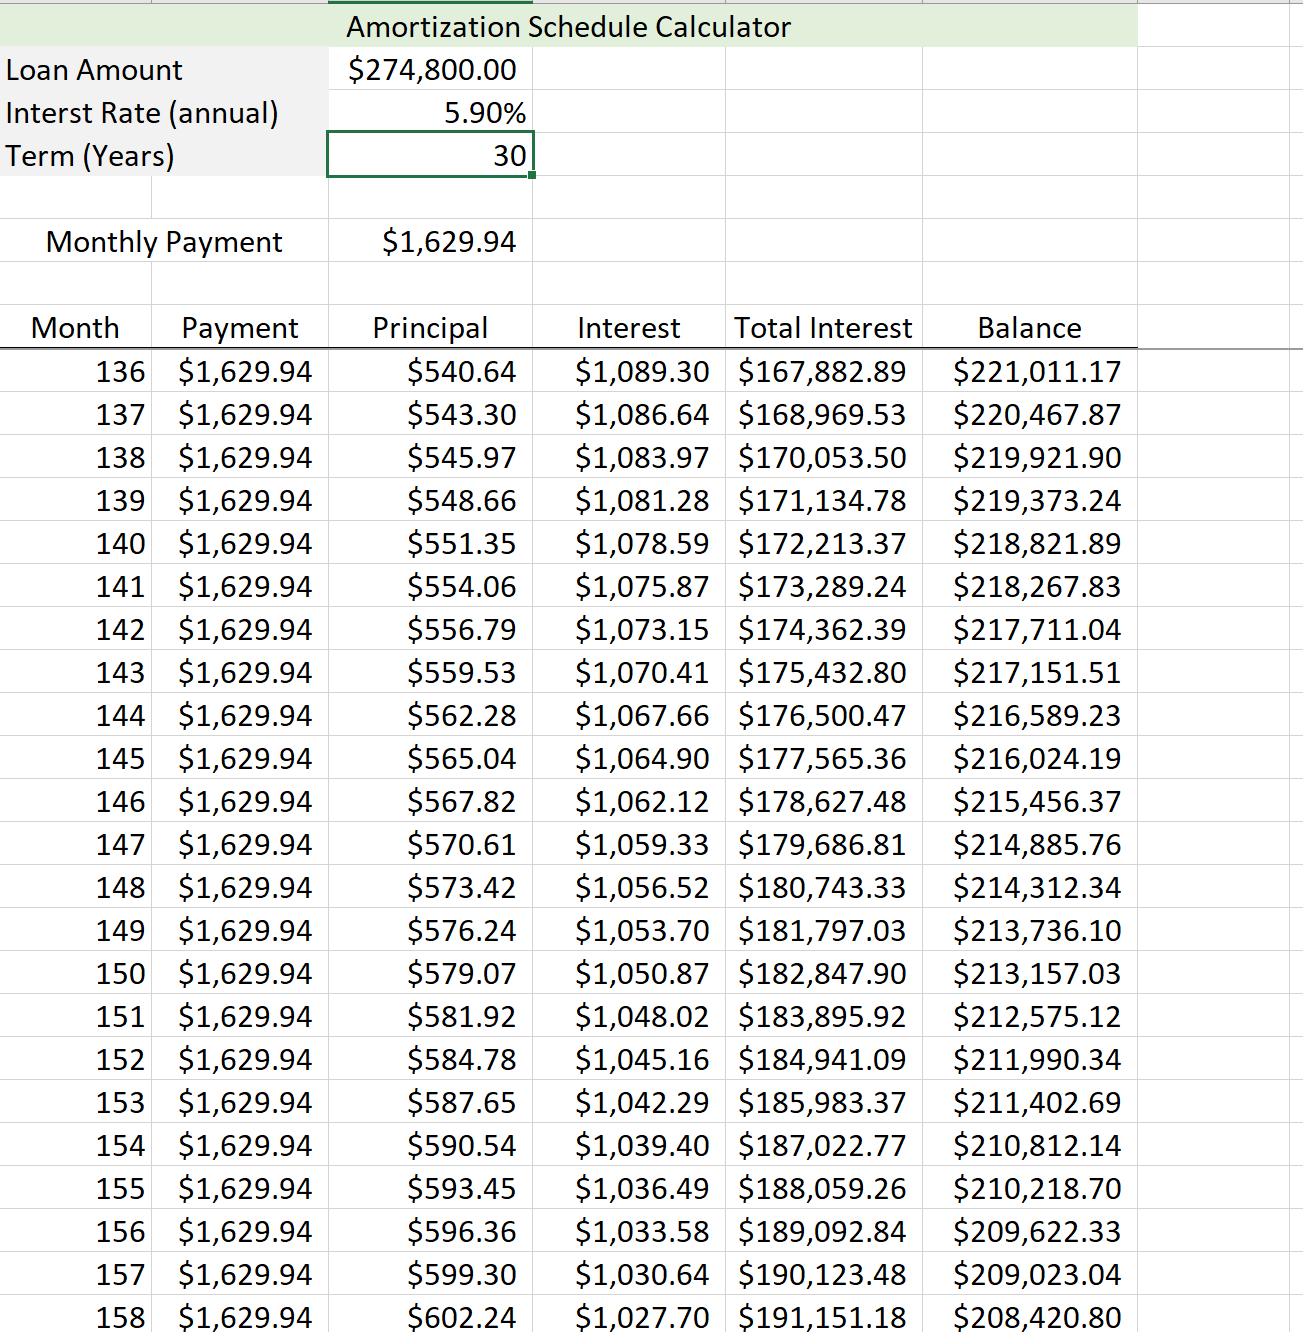 Amortization Schedule Calculator
Loan Amount $274,800.00
Interst Rate (annual) 5.90%
Term (Years) 30
Monthly Payment $1,629.94
Month Payment Principal Interest Total Interest Balance
136 $1,629.94 $540.64 $1,089.30 $167,882.89 $221,011.17
137 $1,629.94 $543.30 $1,086.64 $168,969.53 $220,467.87
138 $1,629.94 $545.97 $1,083.97 $170,053.50 $219,921.90
139 $1,629.94 $548.66 $1,081.28 $171,134.78 $219,373.24
140 $1,629.94 $551.35 $1,078.59 $172,213.37 $218,821.89
141 $1,629.94 $554.06 $1,075.87 $173,289.24 $218,267.83
142 $1,629.94 $556.79 $1,073.15 $174,362.39 $217,711.04
143 $1,629.94 $559.53 $1,070.41 $175,432.80 $217,151.51
144 $1,629.94 $562.28 $1,067.66 $176,500.47 $216,589.23
145 $1,629.94 $565.04 $1,064.90 $177,565.36 $216,024.19
146 $1,629.94 $567.82 $1,062.12 $178,627.48 $215,456.37
147 $1,629.94 $570.61 $1,059.33 $179,686.81 $214,885.76
148 $1,629.94 $573.42 $1,056.52 $180,743.33 $214,312.34
149 $1,629.94 $576.24 $1,053.70 $181,797.03 $213,736.10
150 $1,629.94 $579.07 $1,050.87 $182,847.90 $213,157.03
151 $1,629.94 $581.92 $1,048.02 $183,895.92 $212,575.12
152 $1,629.94 $584.78 $1,045.16 $184,941.09 $211,990.34
153 $1,629.94 $587.65 $1,042.29 $185,983.37 $211,402.69
154 $1,629.94 $590.54 $1,039.40 $187,022.77 $210,812.14
155 $1,629.94 $593.45 $1,036.49 $188,059.26 $210,218.70
156 $1,629.94 $596.36 $1,033.58 $189,092.84 $209,622.33
157 $1,629.94 $599.30 $1,030.64 $190,123.48 $209,023.04
158 $1,629.94 $602.24 $1,027.70 $191,151.18 $208,420.80